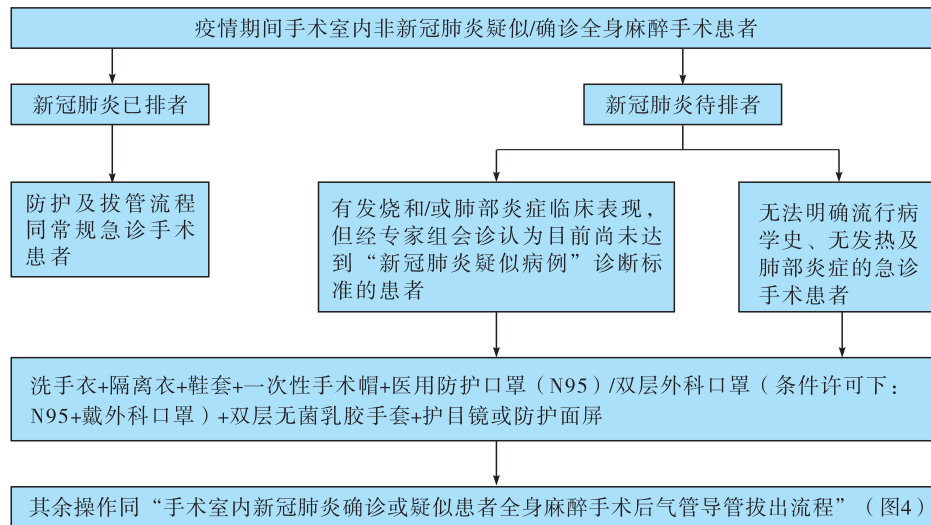 疫情期间手术室内非新冠肺炎疑似/确诊全身麻醉手术患者
新冠肺炎已排者
新冠肺炎待排者
防护及拔管流程
同常规急诊手术
患者
有发烧和/或肺部炎症临床表现，
但经专家组会诊认为目前尚未达
到“新冠肺炎疑似病例”诊断标
准的患者
无法明确流行病
学史、无发热及
肺部炎症的急诊
手术患者
洗手衣+隔离衣+鞋套+一次性手术帽+医用防护口罩（N95）/双层外科口罩（条件许可下：
N95+戴外科口罩）+双层无菌乳胶手套+护目镜或防护面屏
其余操作同“手术室内新冠肺炎确诊或疑似患者全身麻醉手术后气管导管拔出流程”（图4）